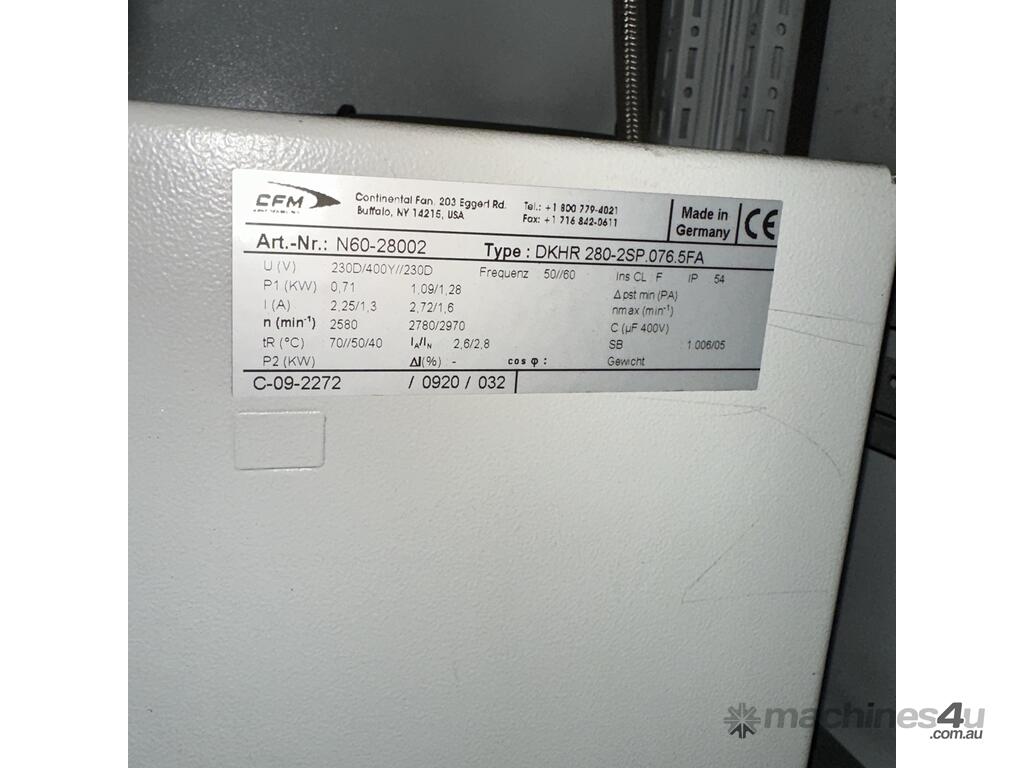 CFM
Continental Fan, 203 Eggert Rd. Tel.: +1 800 779-4021
Buffalo, NY 14215, USA Fax: +1 716 842-0611
Made in
Germany
CE
Art.-Nr.: N60-28002 Type : DKHR 280-2SP.076.5FA
U (V) 230D/400Y//230D Frequenz 50//60 Ins CL F IP 54
P1 (KW) 0,71 1,09/1,28 Δ pst min (PA)
I (A) 2,25/1,3 2,72/1,6 nmax (min⁻¹)
n (min⁻¹) 2580 2780/2970 C (µF 400V)
tR (°C) 70//50/40 IA/IN 2,6/2,8 SB 1.006/05
P2 (KW) ΔI(%) - cos φ : Gewicht
C-09-2272 / 0920 / 032
machines4u
.com.au